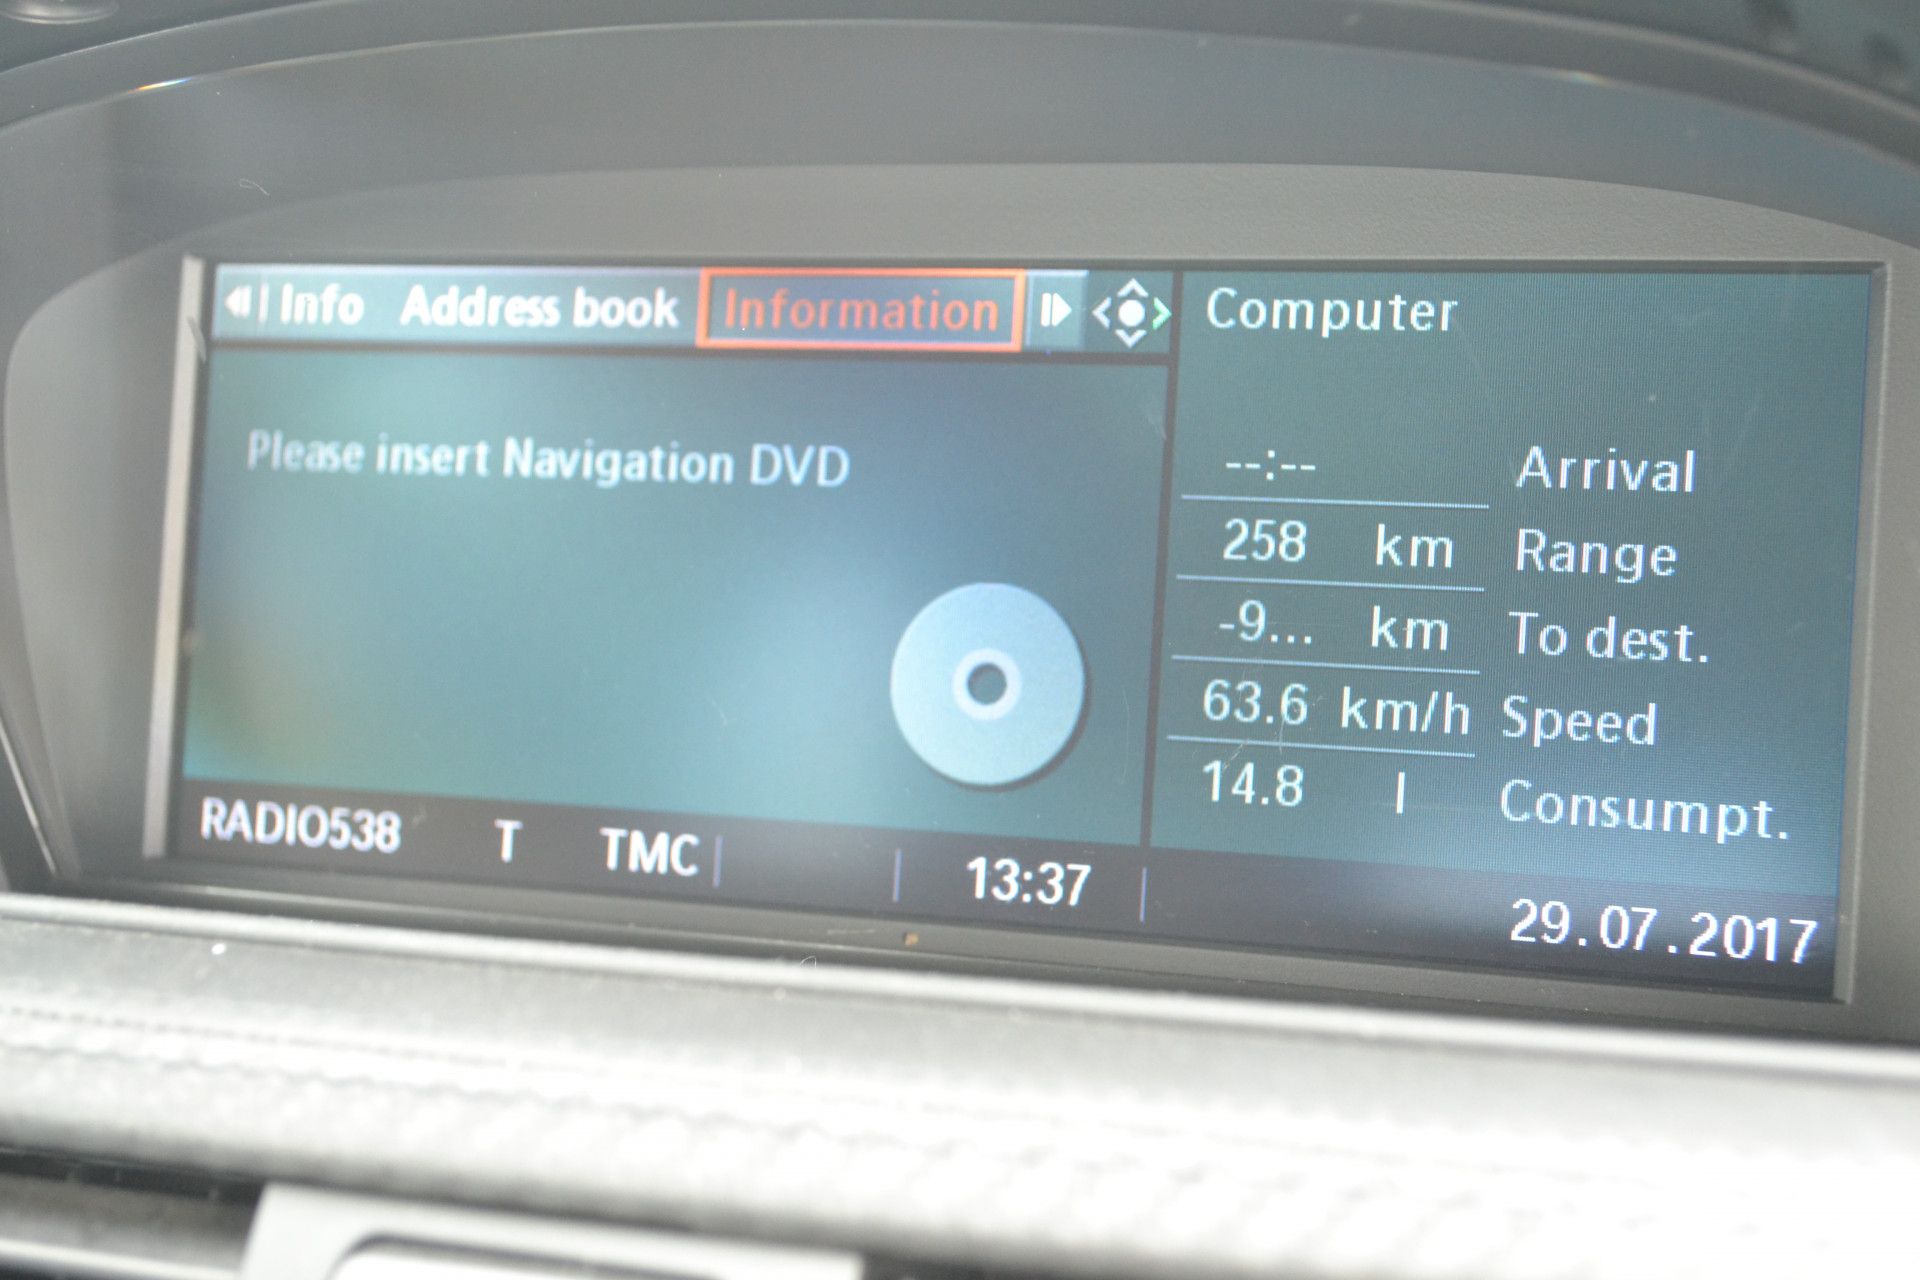 Info Address book Information
Please insert Navigation DVD
RADIO538 T TMC 13:37
Computer
--:-- Arrival
258 km Range
-9... km To dest.
63.6 km/h Speed
14.8 l Consumpt.
29.07.2017